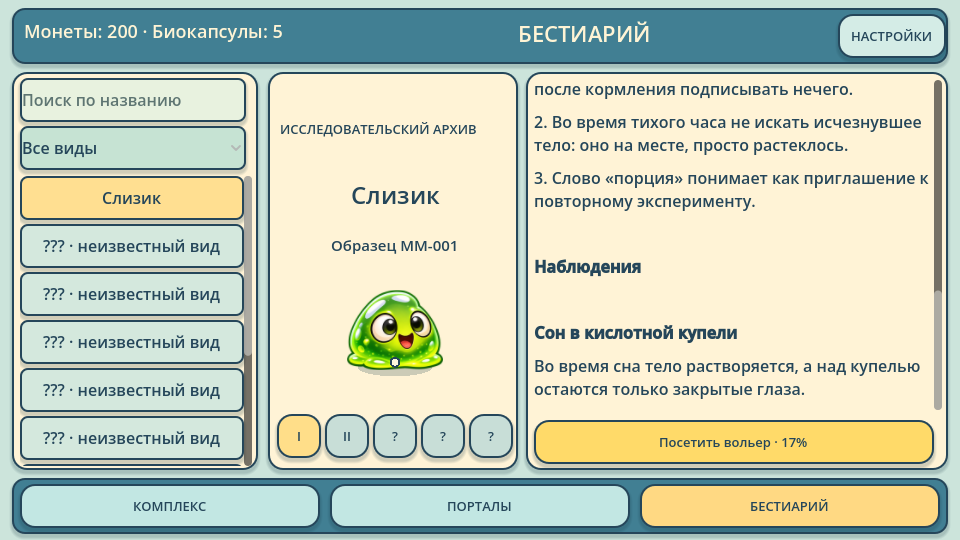 Монеты: 200 · Биокапсулы: 5
БЕСТИАРИЙ
НАСТРОЙКИ
Поиск по названию
Все виды
Слизик
??? · неизвестный вид
??? · неизвестный вид
??? · неизвестный вид
??? · неизвестный вид
??? · неизвестный вид
ИССЛЕДОВАТЕЛЬСКИЙ АРХИВ
Слизик
Образец ММ-001
I
II
?
?
?
после кормления подписывать нечего.
2. Во время тихого часа не искать исчезнувшее
тело: оно на месте, просто растеклось.
3. Слово «порция» понимает как приглашение к
повторному эксперименту.
Наблюдения
Сон в кислотной купели
Во время сна тело растворяется, а над купелью
остаются только закрытые глаза.
Посетить вольер · 17%
КОМПЛЕКС
ПОРТАЛЫ
БЕСТИАРИЙ